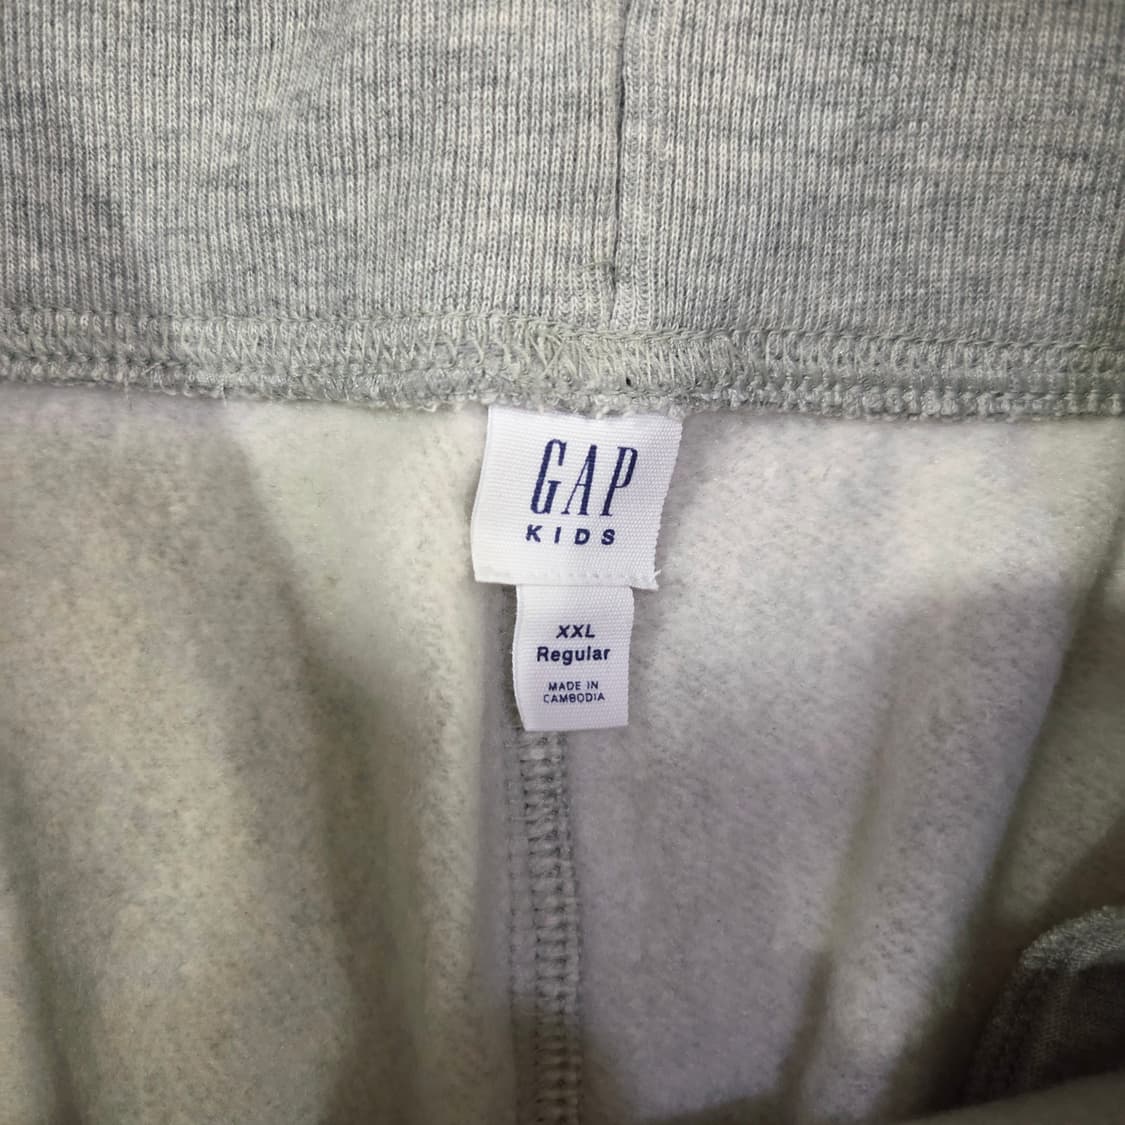 GAP
KIDS
XXL
Regular
MADE IN
CAMBODIA